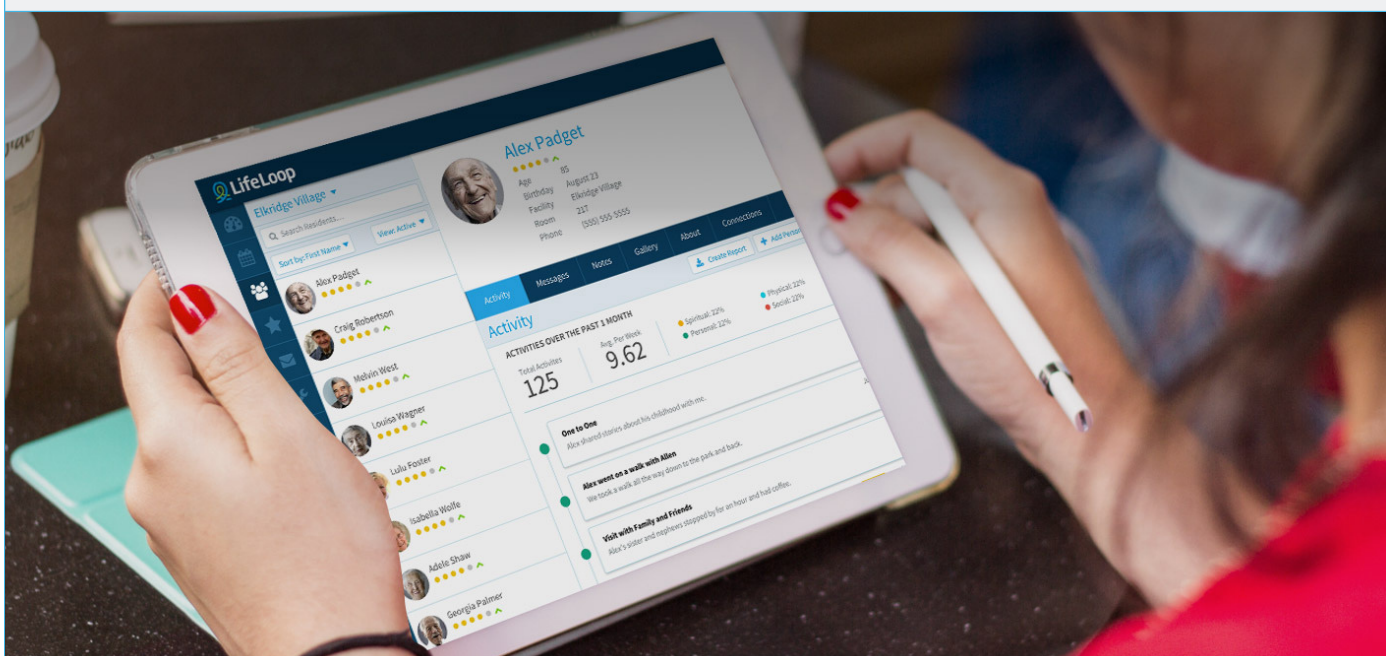 LifeLoop
Elkridge Village
Search Residents...
Sort by: First Name
View: Active
Alex Padget
Craig Robertson
Melvin West
Louisa Wagner
Lulu Foster
Isabella Wolfe
Adele Shaw
Georgia Palmer
Alex Padget
Age 85
Birthday August 23
Facility Elkridge Village
Room 217
Phone (555) 555-5555
Activity Messages Notes Gallery About Connections
Create Report Add Perso
Activity
ACTIVITIES OVER THE PAST 1 MONTH
Total Activites Avg. Per Week
125 9.62
Spiritual: 22% Physical: 22%
Personal: 22% Social: 22%
One to One
Alex shared stories about his childhood with me.
Alex went on a walk with Allen
We took a walk all the way down to the park and back.
Visit with Family and Friends
Alex's sister and nephews stopped by for an hour and had coffee.